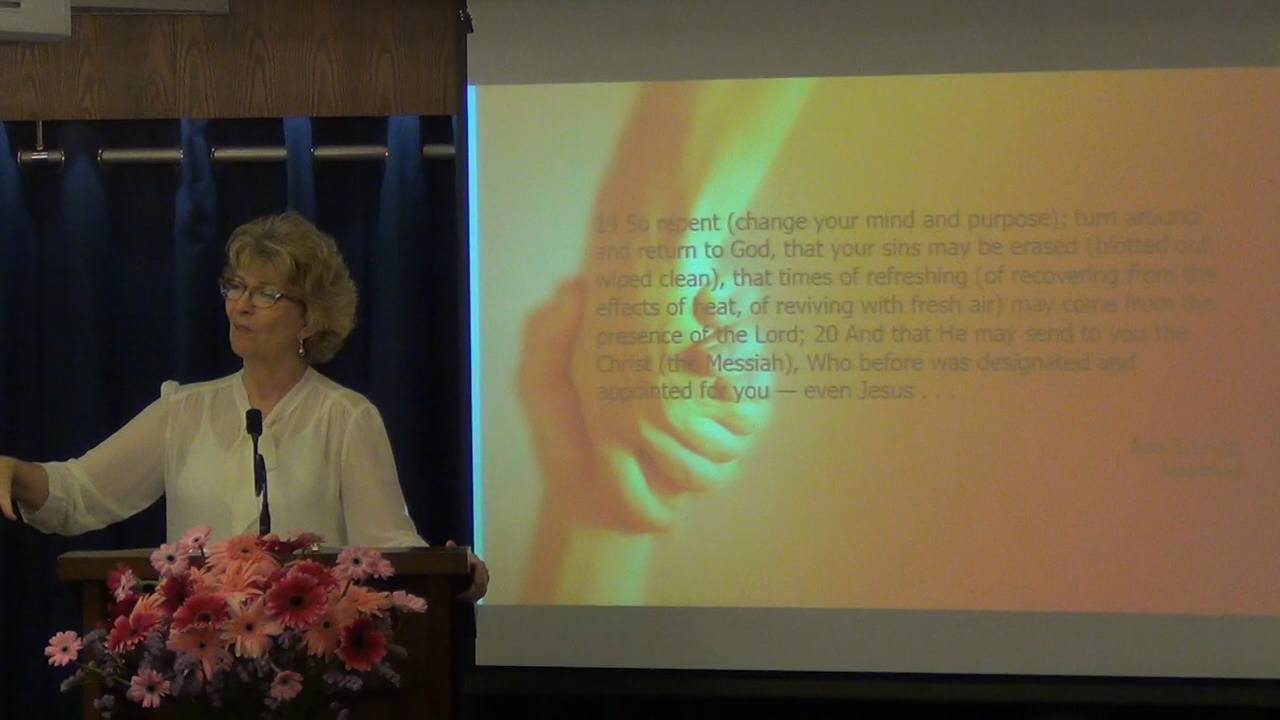 19 So repent (change your mind and purpose); turn around
and return to God, that your sins may be erased (blotted out,
wiped clean), that times of refreshing (of recovering from the
effects of heat, of reviving with fresh air) may come from the
presence of the Lord; 20 And that He may send to you the
Christ (the Messiah), Who before was designated and
appointed for you — even Jesus . . .